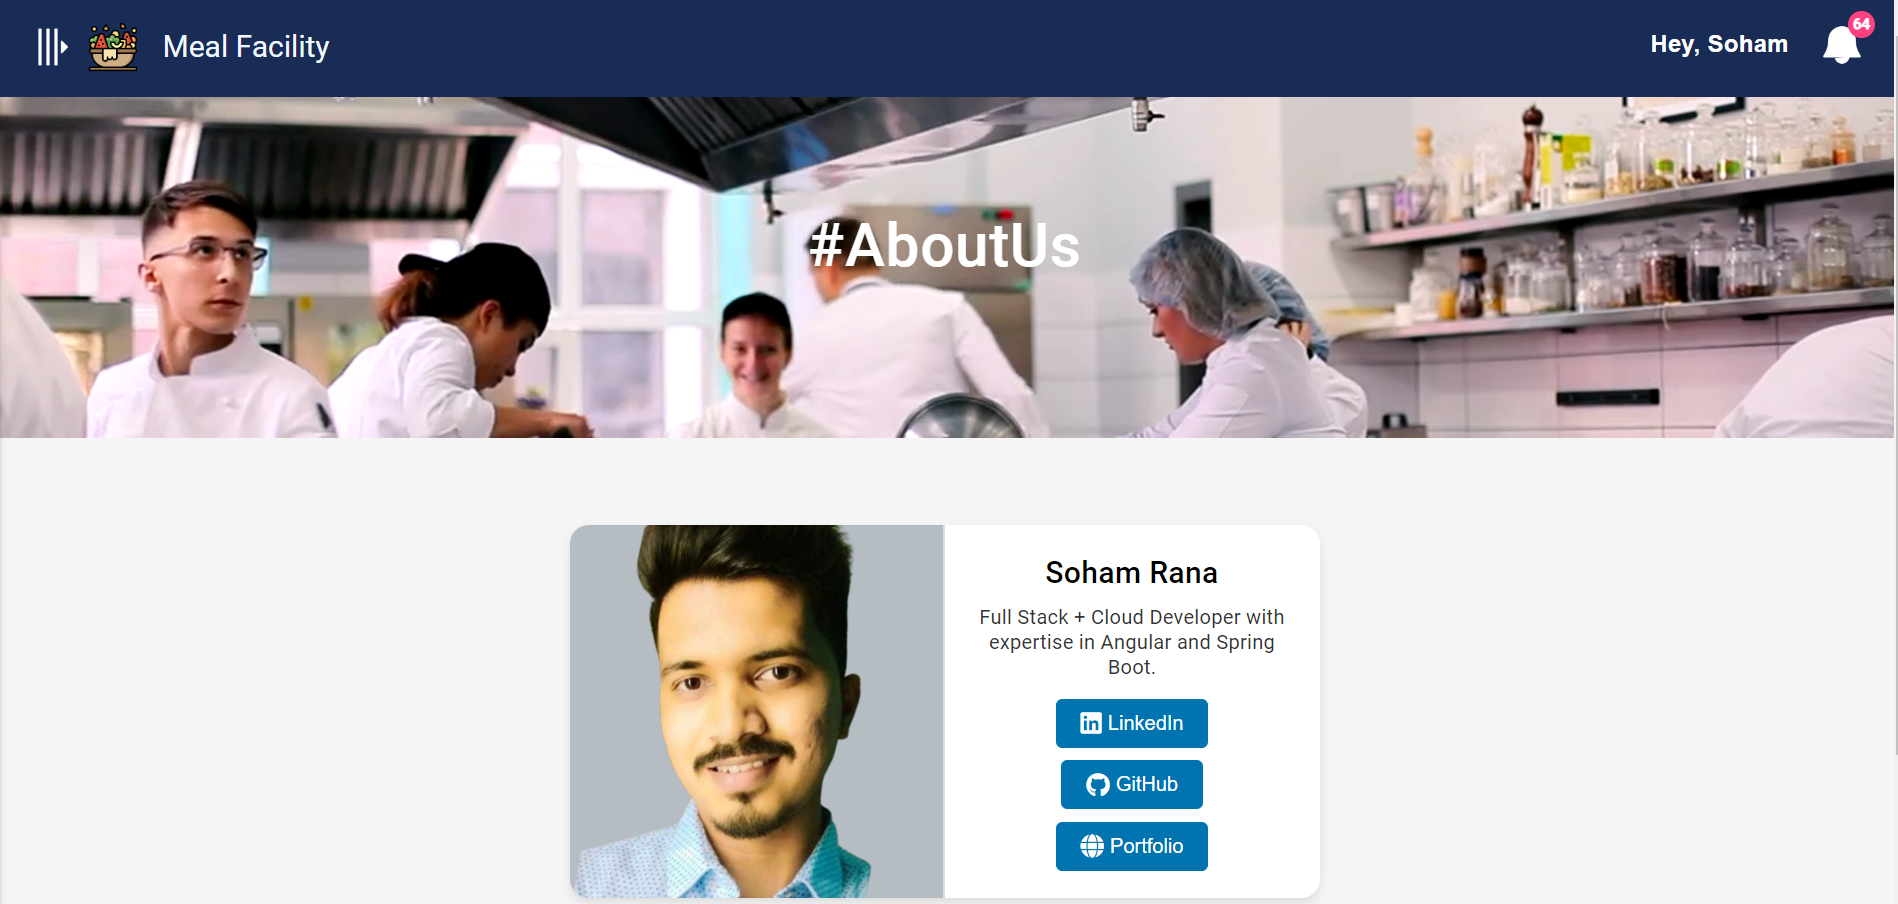 Meal Facility
Hey, Soham
64
#AboutUs
Soham Rana
Full Stack + Cloud Developer with
expertise in Angular and Spring
Boot.
LinkedIn
GitHub
Portfolio